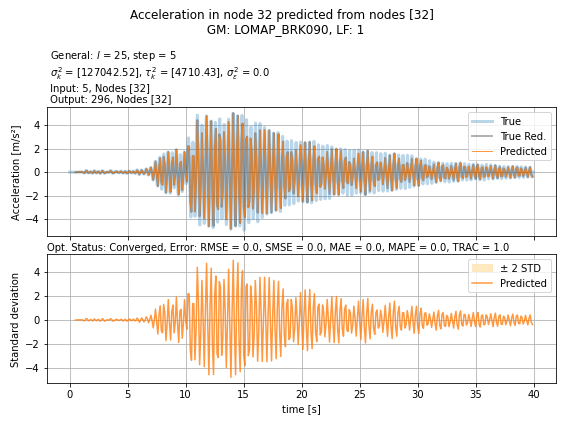 Acceleration in node 32 predicted from nodes [32]
GM: LOMAP_BRK090, LF: 1
General: l = 25, step = 5
σ²ₖ = [127042.52], τ²ₖ = [4710.43], σ²ε = 0.0
Input: 5, Nodes [32]
Output: 296, Nodes [32]
Acceleration [m/s²]
4
2
0
−2
−4
True
True Red.
Predicted
Opt. Status: Converged, Error: RMSE = 0.0, SMSE = 0.0, MAE = 0.0, MAPE = 0.0, TRAC = 1.0
Standard deviation
4
2
0
−2
−4
± 2 STD
Predicted
0 5 10 15 20 25 30 35 40
time [s]